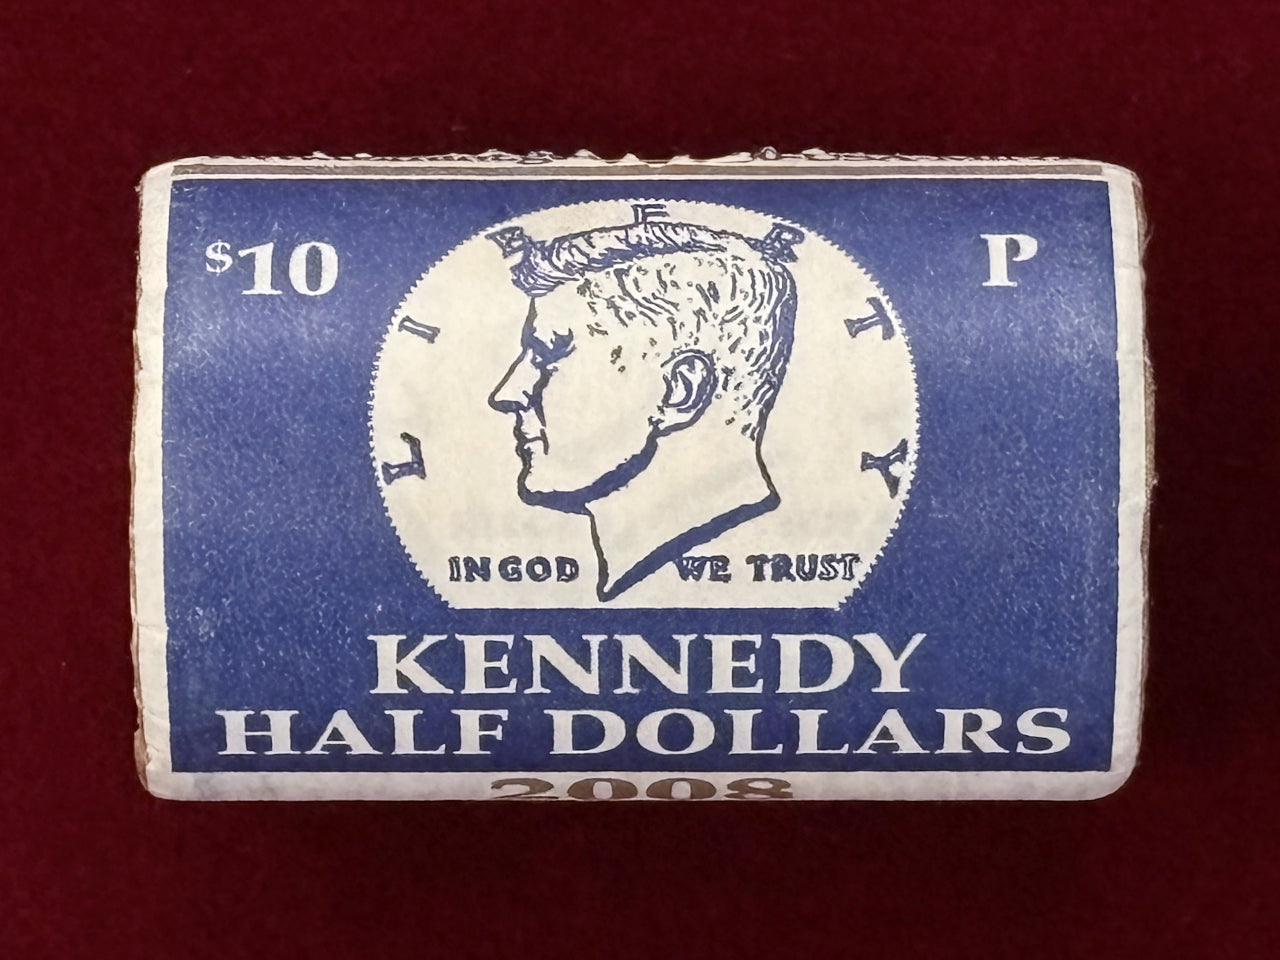 $10 P
LIBERTY
IN GOD WE TRUST
KENNEDY
HALF DOLLARS
2008